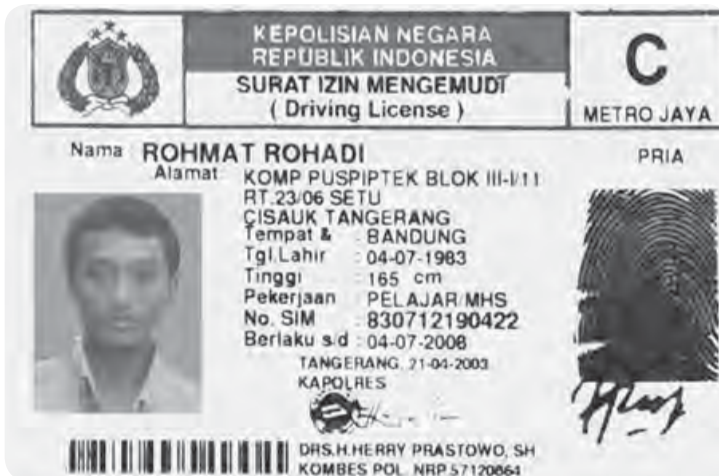 KEPOLISIAN NEGARA
REPUBLIK INDONESIA
SURAT IZIN MENGEMUDI
( Driving License )
C
METRO JAYA
Nama ROHMAT ROHADI
PRIA
Alamat KOMP PUSPIPTEK BLOK III-I/11
RT.23/06 SETU
CISAUK TANGERANG
Tempat & : BANDUNG
Tgl.Lahir : 04-07-1983
Tinggi : 165 cm
Pekerjaan : PELAJAR/MHS
No. SIM : 830712190422
Berlaku s/d : 04-07-2008
TANGERANG, 21-04-2003
KAPOLRES
DRS.H.HERRY PRASTOWO, SH
KOMBES POL. NRP.57120864